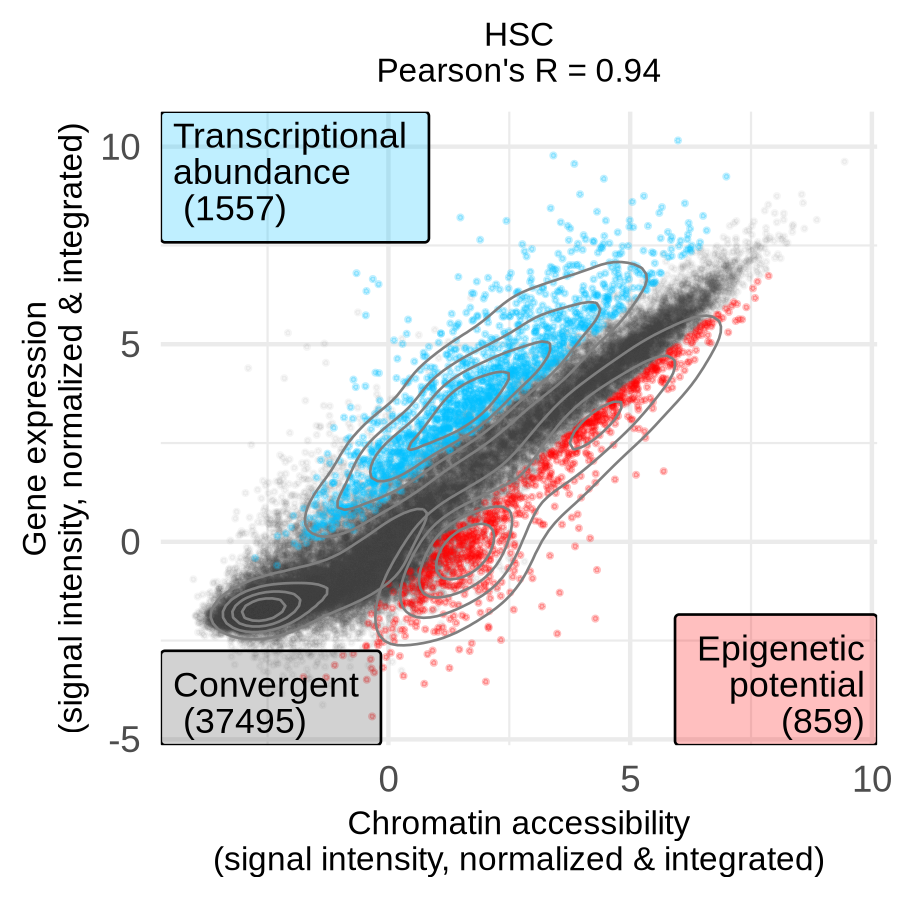 HSC
Pearson's R = 0.94
Transcriptional
abundance
(1557)
Gene expression
(signal intensity, normalized & integrated)
10
5
0
-5
Convergent
(37495)
Epigenetic
potential
(859)
0
5
10
Chromatin accessibility
(signal intensity, normalized & integrated)